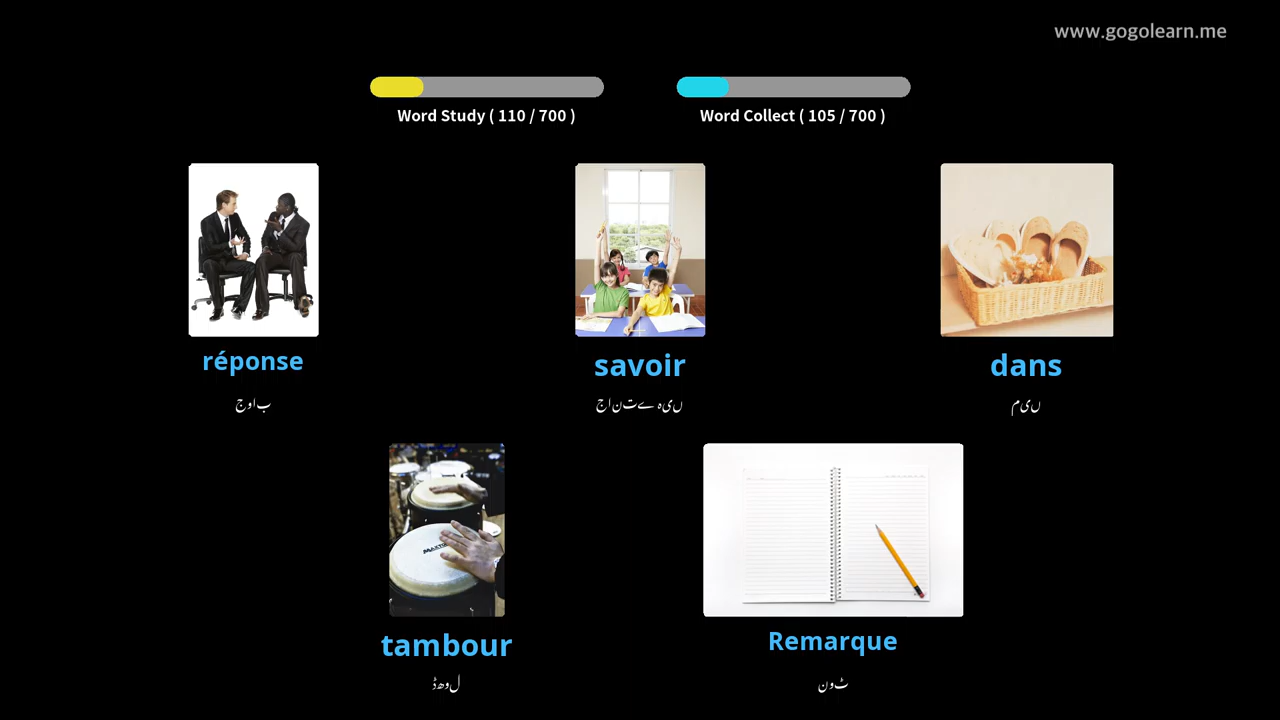 www.gogolearn.me
Word Study ( 110 / 700 )
Word Collect ( 105 / 700 )
réponse
savoir
dans
باوج
ںیہ ےتناج
ںیم
tambour
Remarque
لوھڈ
ٹون